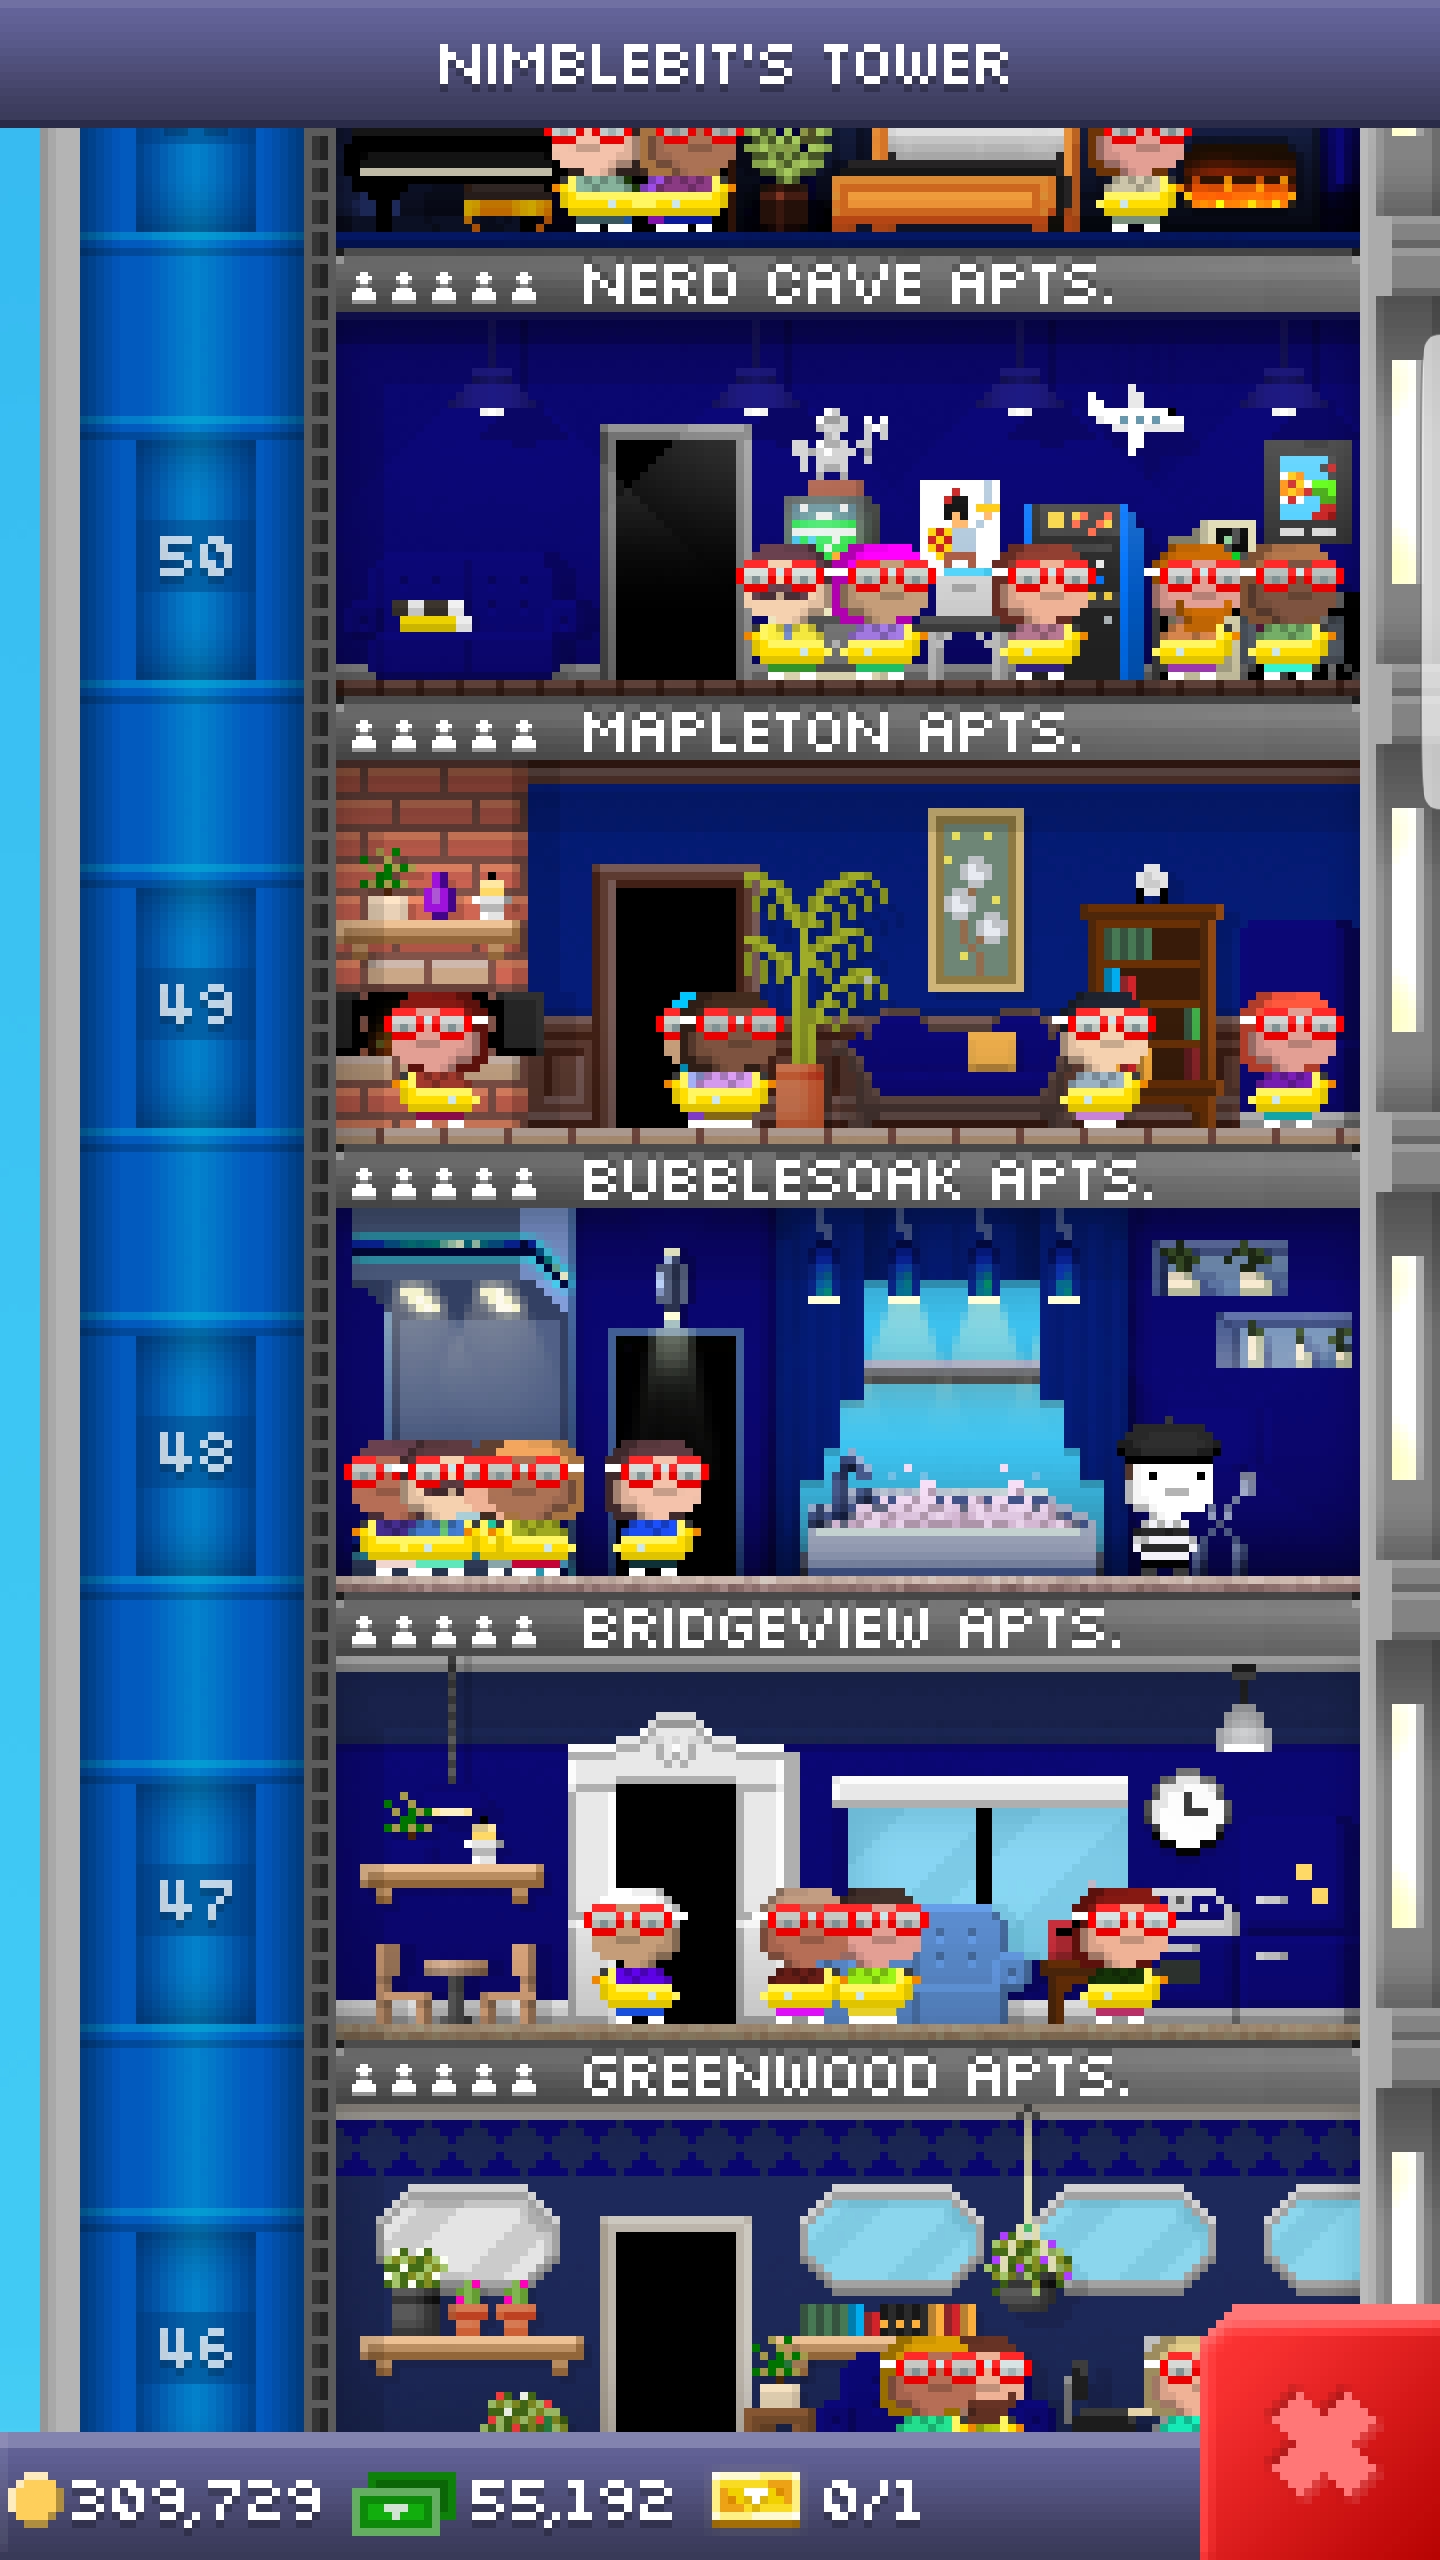 NIMBLEBIT'S TOWER
NERD CAVE APTS.
50
MAPLETON APTS.
49
BUBBLESOAK APTS.
48
BRIDGEVIEW APTS.
47
GREENWOOD APTS.
46
309,729 55,192 0/1